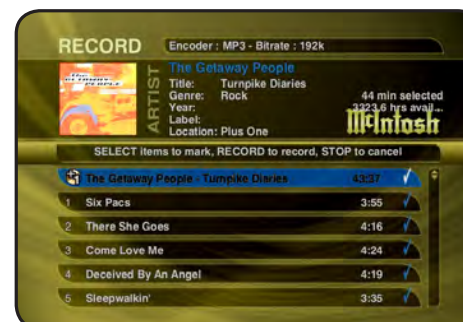 RECORD
Encoder : MP3 - Bitrate : 192k
ARTIST
The Getaway People
Title: Turnpike Diaries
Genre: Rock
Year:
Label:
Location: Plus One
44 min selected
3323.6 hrs avail.
McIntosh
SELECT items to mark, RECORD to record, STOP to cancel
The Getaway People - Turnpike Diaries 43:37
1 Six Pacs 3:55
2 There She Goes 4:16
3 Come Love Me 4:24
4 Deceived By An Angel 4:19
5 Sleepwalkin' 3:35